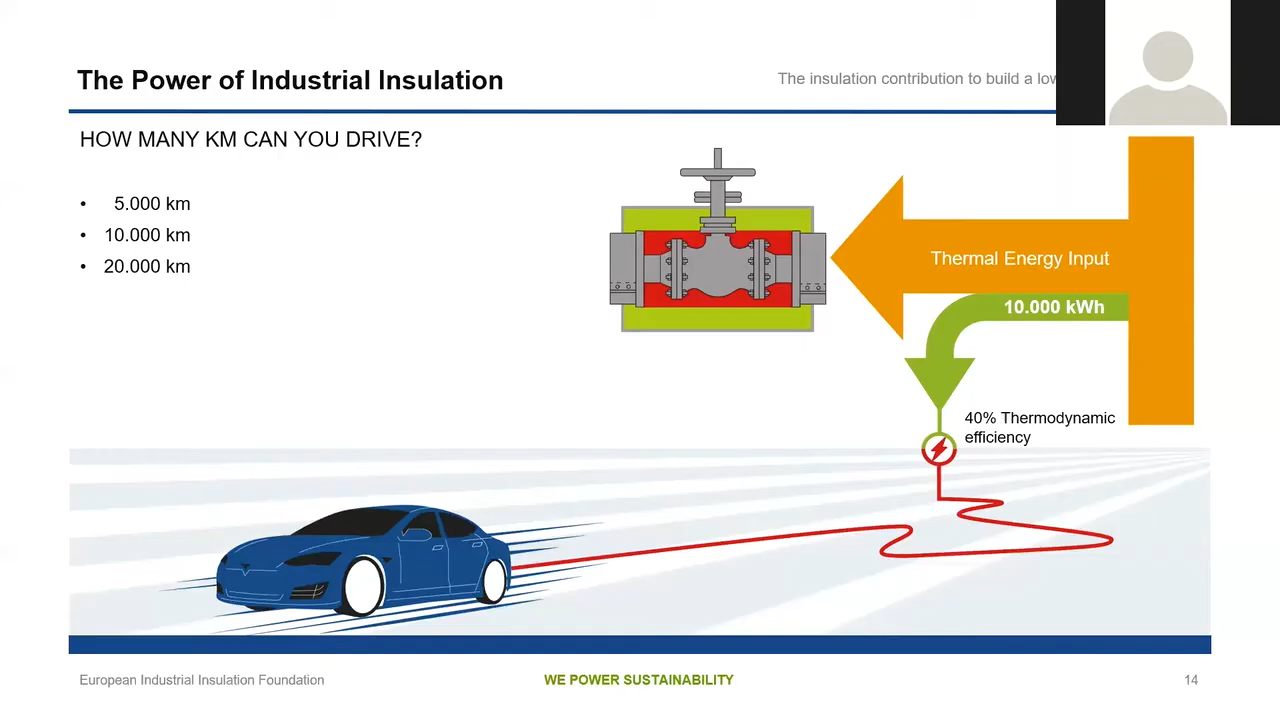 The Power of Industrial Insulation
The insulation contribution to build a
HOW MANY KM CAN YOU DRIVE?
• 5.000 km
• 10.000 km
• 20.000 km
Thermal Energy Input
10.000 kWh
40% Thermodynamic
efficiency
European Industrial Insulation Foundation
WE POWER SUSTAINABILITY
14